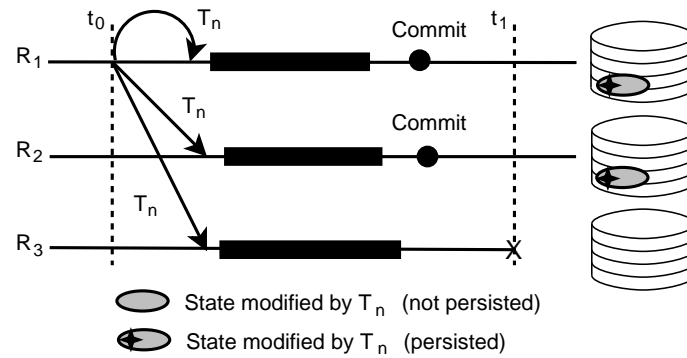 t0 Tn t1
Commit
R1
Tn
Commit
R2
Tn
R3 X
State modified by Tn (not persisted)
State modified by Tn (persisted)